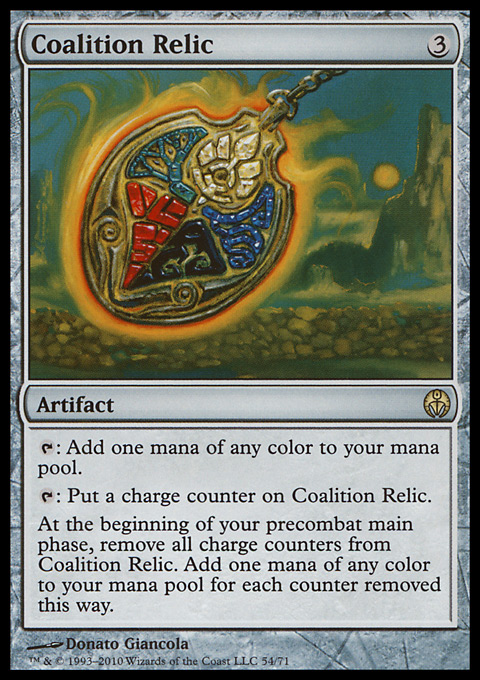 Coalition Relic 3
Artifact
: Add one mana of any color to your mana
pool.
: Put a charge counter on Coalition Relic.
At the beginning of your precombat main
phase, remove all charge counters from
Coalition Relic. Add one mana of any color
to your mana pool for each counter removed
this way.
Donato Giancola
™ & © 1993–2010 Wizards of the Coast LLC 54/71